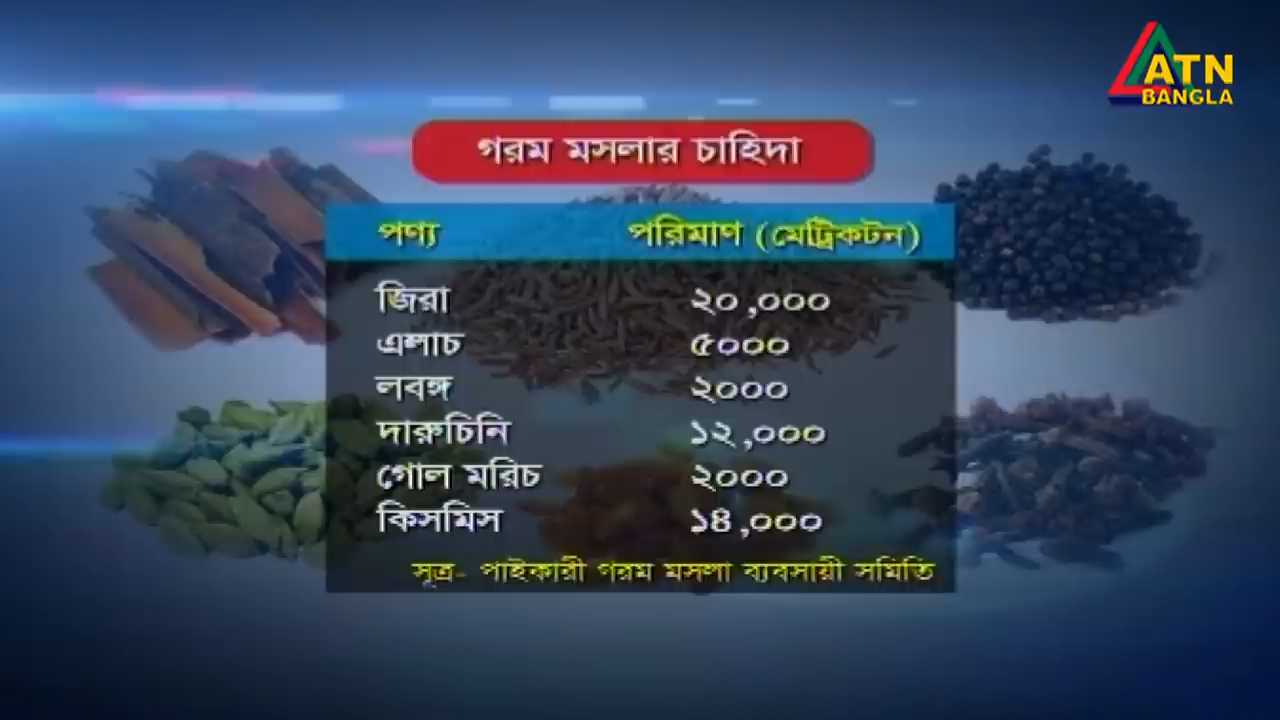 ATN
BANGLA
গরম মসলার চাহিদা
পণ্য পরিমাণ (মেট্রিকটন)
জিরা ২০,০০০
এলাচ ৫০০০
লবঙ্গ ২০০০
দারুচিনি ১২,০০০
গোল মরিচ ২০০০
কিসমিস ১৪,০০০
সূত্র- পাইকারী গরম মসলা ব্যবসায়ী সমিতি